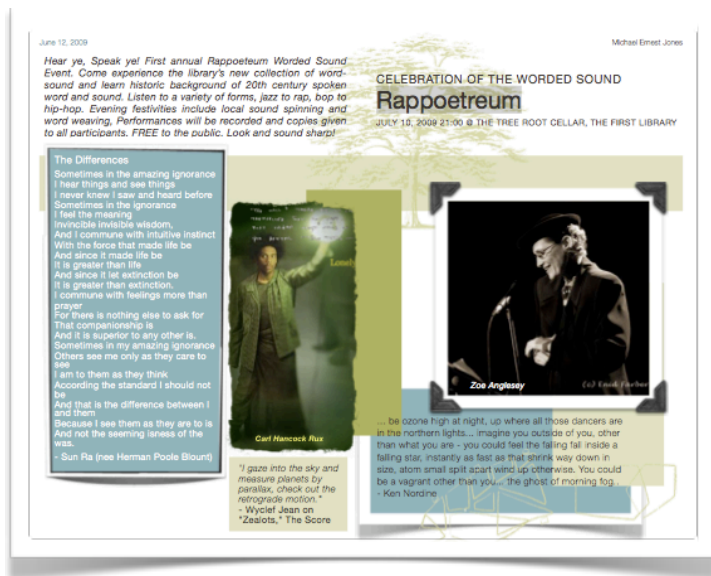 June 12, 2009
Michael Ernest Jones
Hear ye, Speak ye! First annual Rappoeteum Worded Sound
Event. Come experience the library's new collection of word-
sound and learn historic background of 20th century spoken
word and sound. Listen to a variety of forms, jazz to rap, bop to
hip-hop. Evening festivities include local sound spinning and
word weaving, Performances will be recorded and copies given
to all participants. FREE to the public. Look and sound sharp!
CELEBRATION OF THE WORDED SOUND
Rappoetreum
JULY 10, 2009 21:00 @ THE TREE ROOT CELLAR, THE FIRST LIBRARY
The Differences
Sometimes in the amazing ignorance
I hear things and see things
I never knew I saw and heard before
Sometimes in the ignorance
I feel the meaning
Invincible invisible wisdom,
And I commune with intuitive instinct
With the force that made life be
And since it made life be
It is greater than life
And since it let extinction be
It is greater than extinction.
I commune with feelings more than
prayer
For there is nothing else to ask for
That companionship is
And it is superior to any other is.
Sometimes in my amazing ignorance
Others see me only as they care to
see
I am to them as they think
According the standard I should not
be
And that is the difference between I
and them
Because I see them as they are to is
And not the seeming isness of the
was.
- Sun Ra (nee Herman Poole Blount)
Lonely
Carl Hancock Rux
"I gaze into the sky and
measure planets by
parallax, check out the
retrograde motion."
- Wyclef Jean on
"Zealots," The Score
Zoe Anglesey
(c) Enid Farber
... be ozone high at night, up where all those dancers are
in the northern lights... imagine you outside of you, other
than what you are - you could feel the falling fall inside a
falling star, instantly as fast as that shrink way down in
size, atom small split apart wind up otherwise. You could
be a vagrant other than you... the ghost of morning fog..
- Ken Nordine